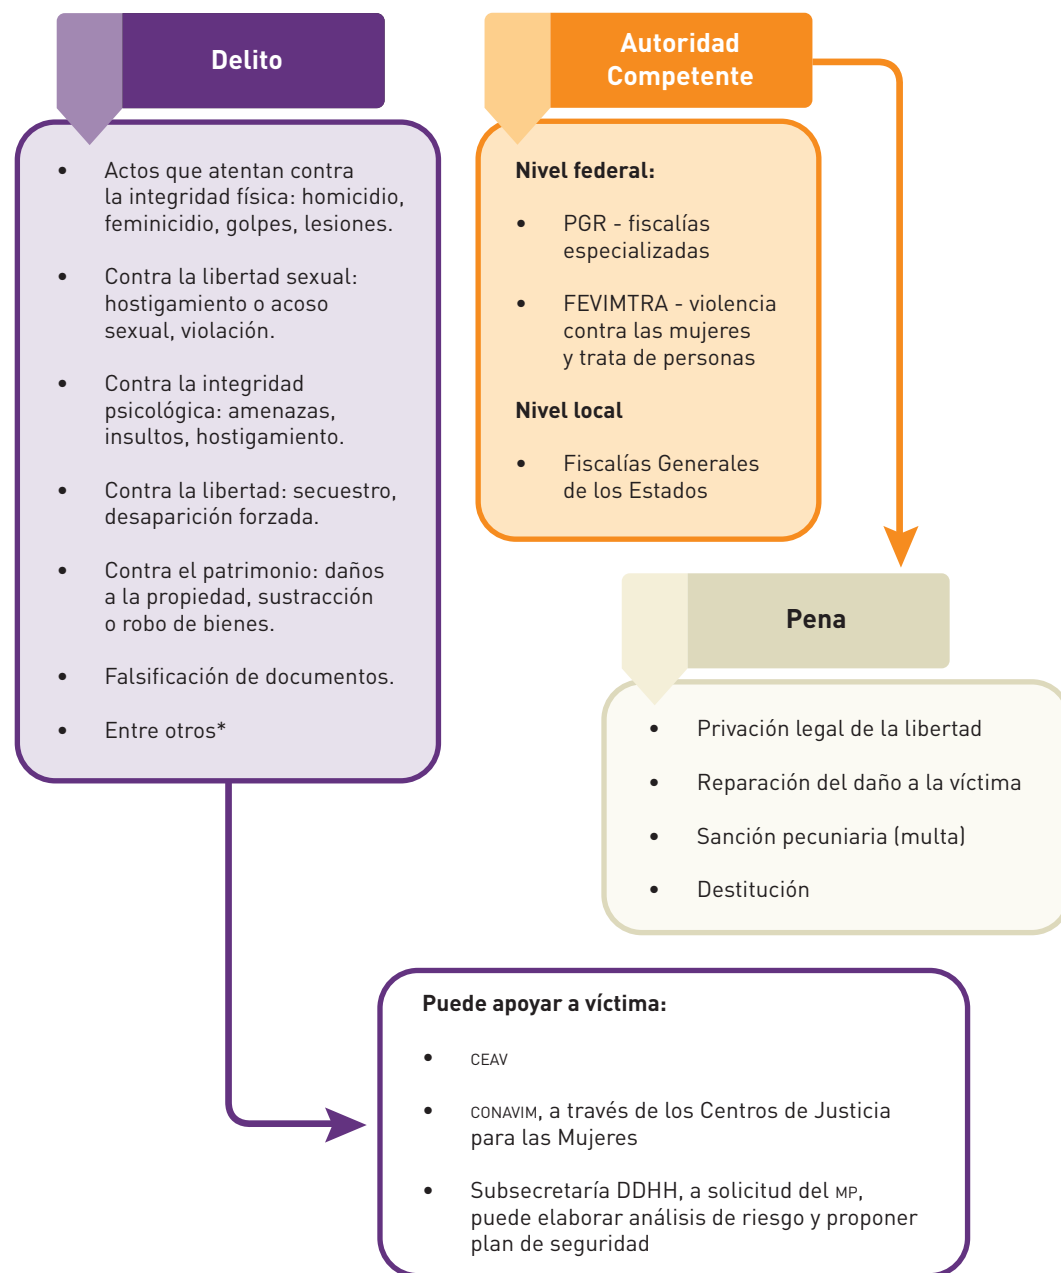 Delito
• Actos que atentan contra
la integridad física: homicidio,
feminicidio, golpes, lesiones.
• Contra la libertad sexual:
hostigamiento o acoso
sexual, violación.
• Contra la integridad
psicológica: amenazas,
insultos, hostigamiento.
• Contra la libertad: secuestro,
desaparición forzada.
• Contra el patrimonio: daños
a la propiedad, sustracción
o robo de bienes.
• Falsificación de documentos.
• Entre otros*
Autoridad
Competente
Nivel federal:
• PGR - fiscalías
especializadas
• FEVIMTRA - violencia
contra las mujeres
y trata de personas
Nivel local
• Fiscalías Generales
de los Estados
Pena
• Privación legal de la libertad
• Reparación del daño a la víctima
• Sanción pecuniaria (multa)
• Destitución
Puede apoyar a víctima:
• CEAV
• CONAVIM, a través de los Centros de Justicia
para las Mujeres
• Subsecretaría DDHH, a solicitud del MP,
puede elaborar análisis de riesgo y proponer
plan de seguridad